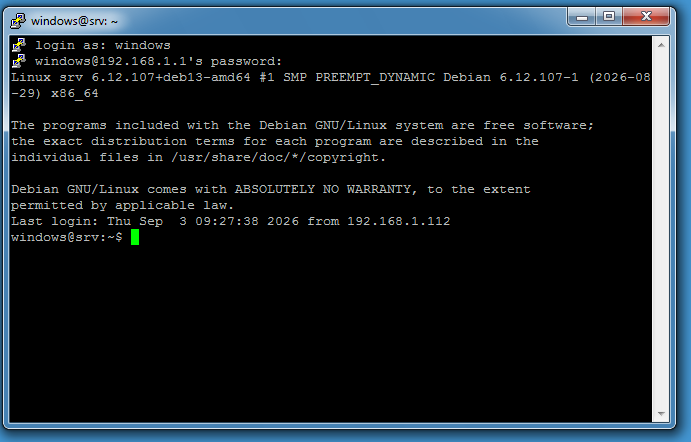 windows@srv: ~
login as: windows
windows@192.168.1.1's password:
Linux srv 6.12.107+deb13-amd64 #1 SMP PREEMPT_DYNAMIC Debian 6.12.107-1 (2026-08
-29) x86_64
The programs included with the Debian GNU/Linux system are free software;
the exact distribution terms for each program are described in the
individual files in /usr/share/doc/*/copyright.
Debian GNU/Linux comes with ABSOLUTELY NO WARRANTY, to the extent
permitted by applicable law.
Last login: Thu Sep  3 09:27:38 2026 from 192.168.1.112
windows@srv:~$